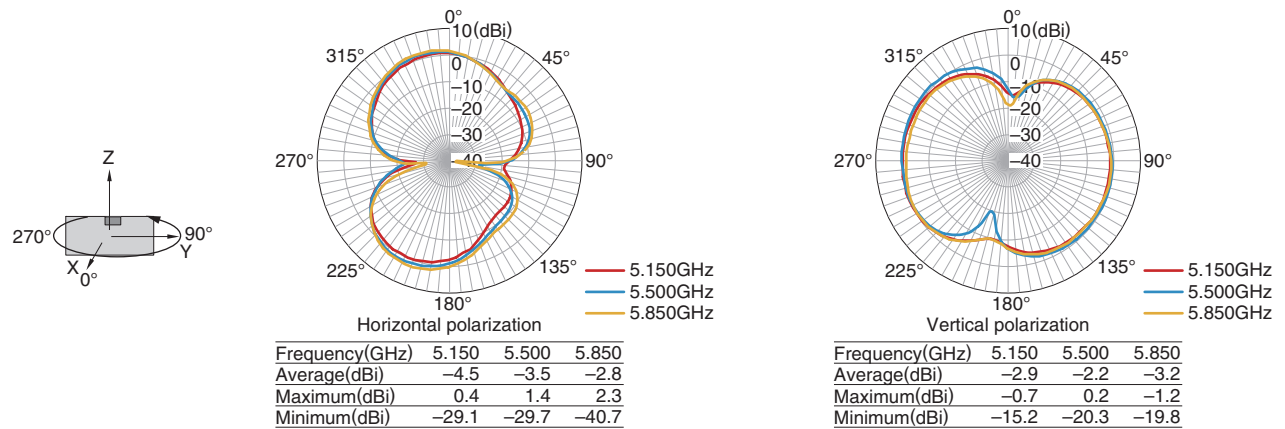 Z
270°
90°
Y
X
0°
0°
10(dBi)
315°
45°
0
–10
–20
–30
270°
–40
90°
225°
135°
180°
5.150GHz
5.500GHz
5.850GHz
Horizontal polarization
Frequency(GHz) 5.150 5.500 5.850
Average(dBi) –4.5 –3.5 –2.8
Maximum(dBi) 0.4 1.4 2.3
Minimum(dBi) –29.1 –29.7 –40.7
0°
10(dBi)
315°
45°
0
–10
–20
–30
270°
–40
90°
225°
135°
180°
5.150GHz
5.500GHz
5.850GHz
Vertical polarization
Frequency(GHz) 5.150 5.500 5.850
Average(dBi) –2.9 –2.2 –3.2
Maximum(dBi) –0.7 0.2 –1.2
Minimum(dBi) –15.2 –20.3 –19.8